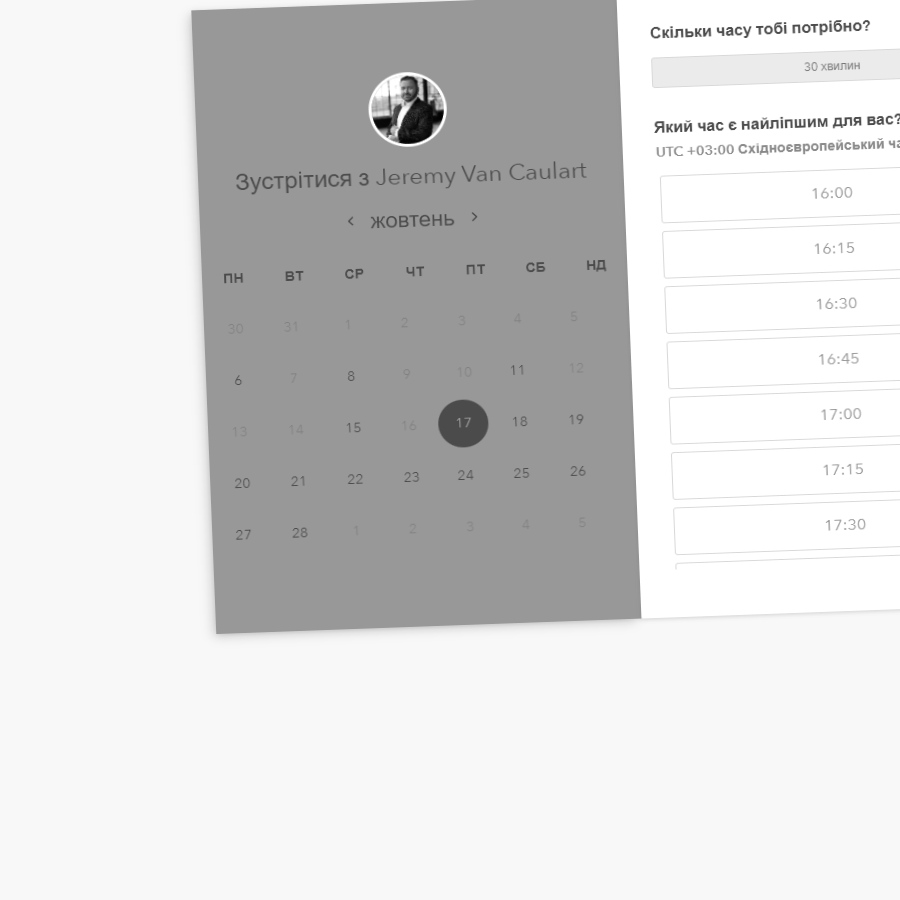 Зустрітися з Jeremy Van Caulart
‹ жовтень ›
ПН ВТ СР ЧТ ПТ СБ НД
30 31 1 2 3 4 5
6 7 8 9 10 11 12
13 14 15 16 17 18 19
20 21 22 23 24 25 26
27 28 1 2 3 4 5
Скільки часу тобі потрібно?
30 хвилин
Який час є найліпшим для вас?
UTC +03:00 Східноєвропейський
16:00
16:15
16:30
16:45
17:00
17:15
17:30